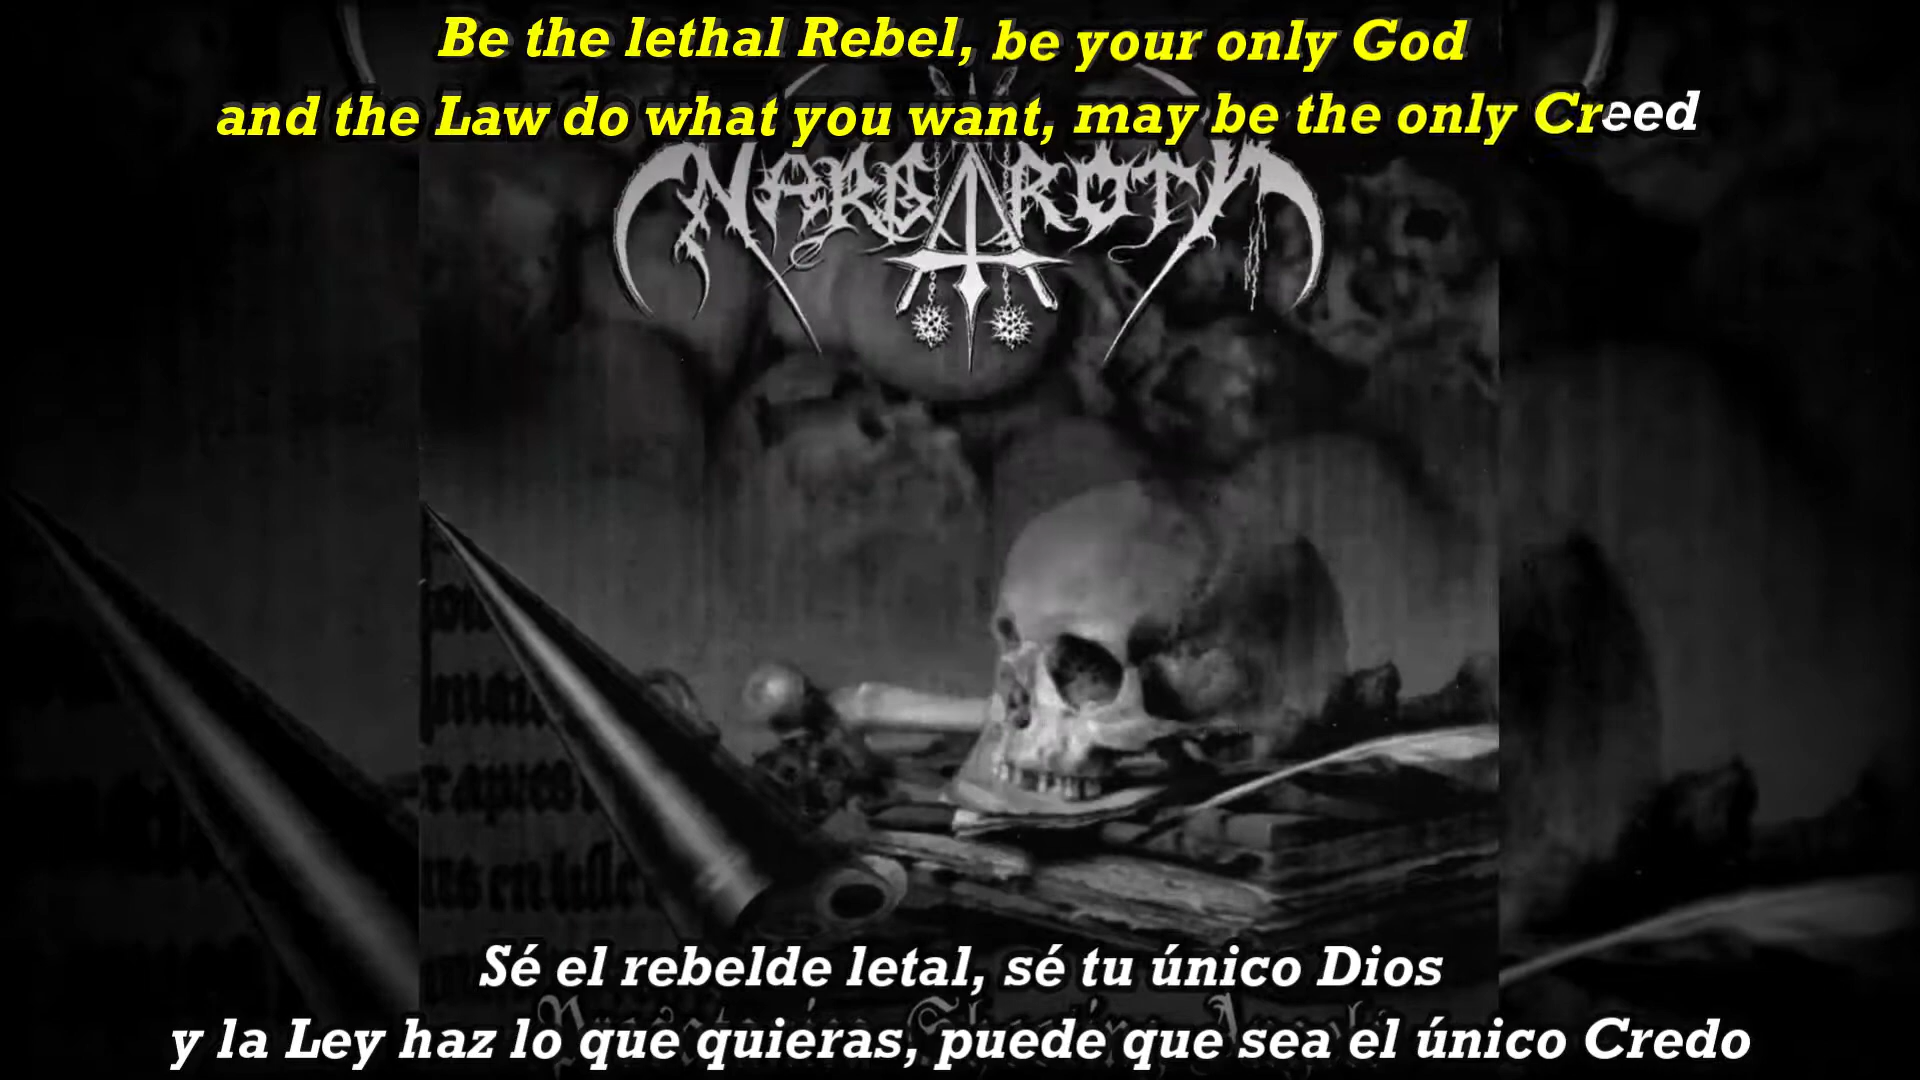 Be the lethal Rebel, be your only God
and the Law do what you want, may be the only Creed
NARGAROTH
Sé el rebelde letal, sé tu único Dios
y la Ley haz lo que quieras, puede que sea el único Credo